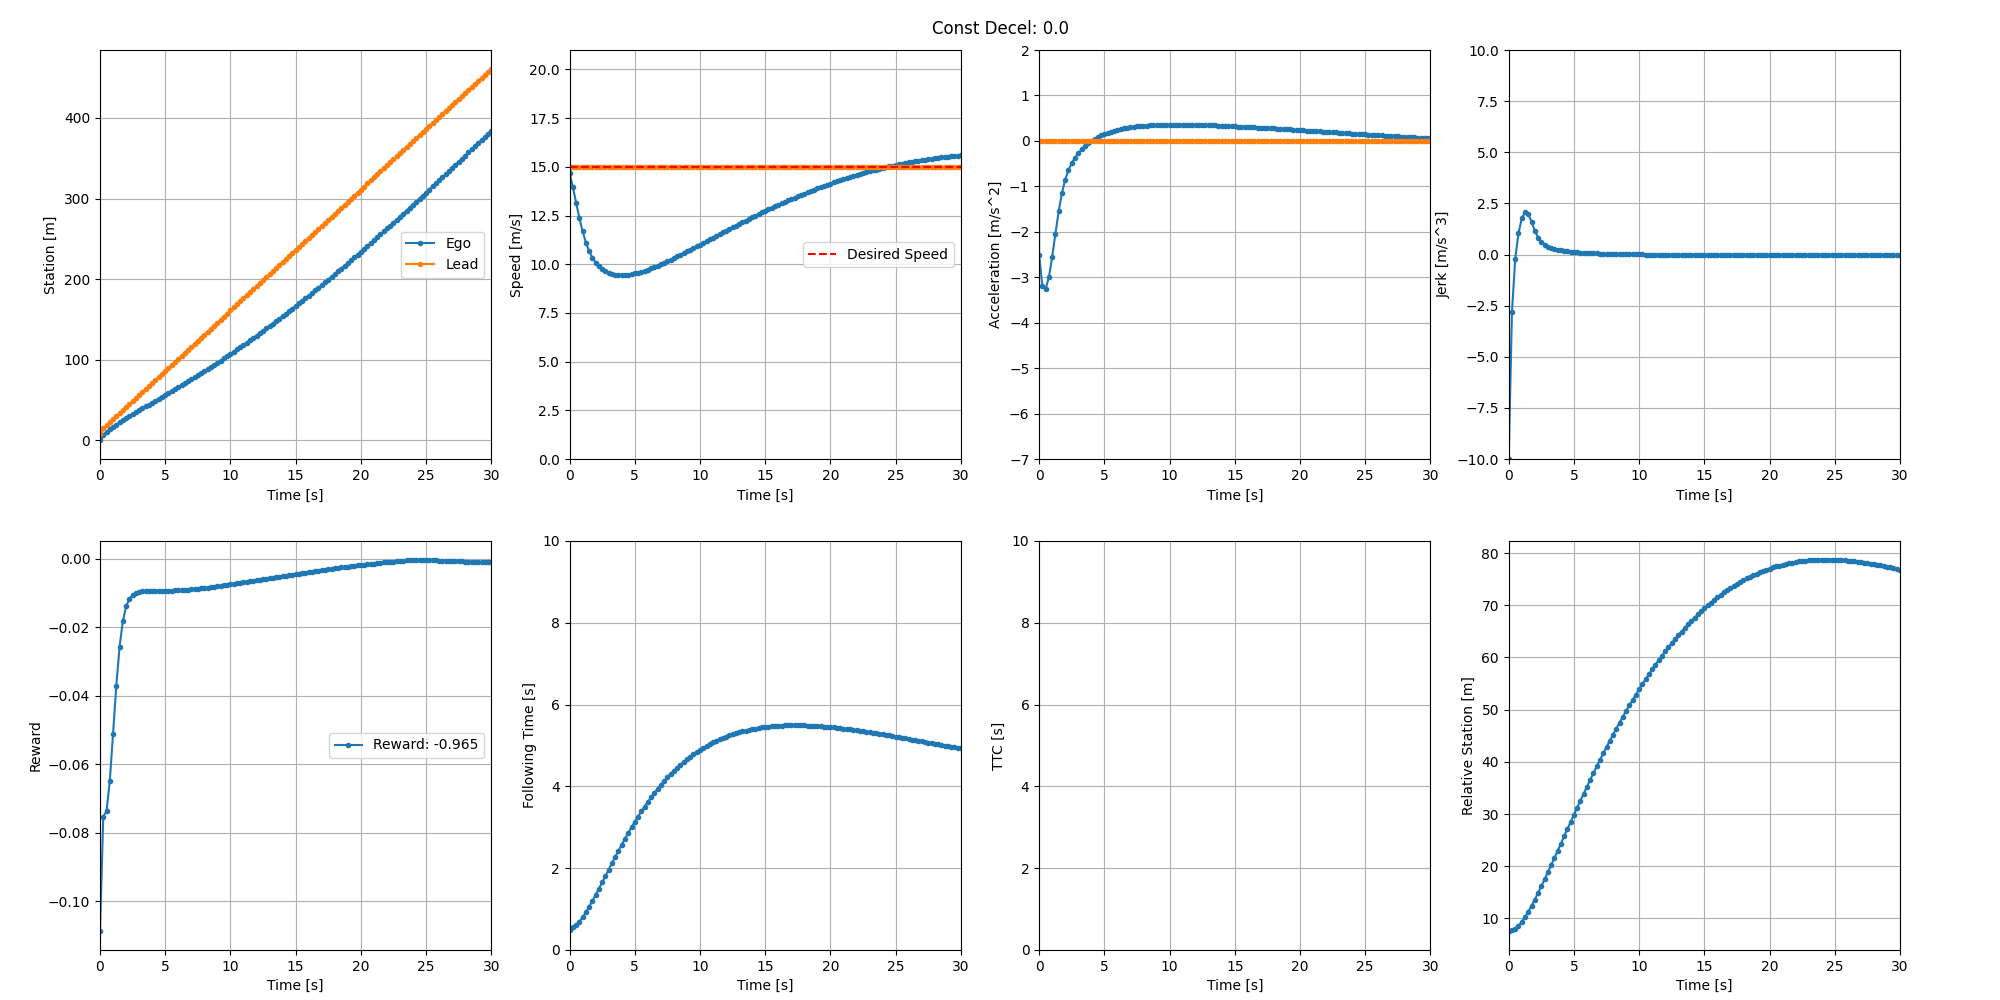 Const Decel: 0.0
Station [m]
400
300
200
100
0
0 5 10 15 20 25 30
Time [s]
Ego
Lead
Speed [m/s]
20.0
17.5
15.0
12.5
10.0
7.5
5.0
2.5
0.0
0 5 10 15 20 25 30
Time [s]
Desired Speed
Acceleration [m/s^2]
2
1
0
−1
−2
−3
−4
−5
−6
−7
0 5 10 15 20 25 30
Time [s]
Jerk [m/s^3]
10.0
7.5
5.0
2.5
0.0
−2.5
−5.0
−7.5
−10.0
0 5 10 15 20 25 30
Time [s]
Reward
0.00
−0.02
−0.04
−0.06
−0.08
−0.10
0 5 10 15 20 25 30
Time [s]
Reward: -0.965
Following Time [s]
10
8
6
4
2
0
0 5 10 15 20 25 30
Time [s]
TTC [s]
10
8
6
4
2
0
0 5 10 15 20 25 30
Time [s]
Relative Station [m]
80
70
60
50
40
30
20
10
0 5 10 15 20 25 30
Time [s]